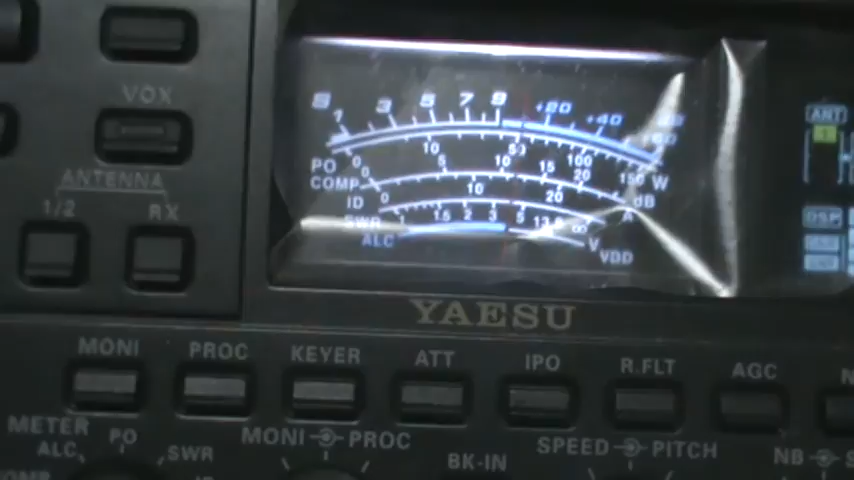 VOX
ANTENNA
1/2 RX
S 1 3 5 7 9 +20 +40 +60 dB
PO 0 10 50 100 150 W
COMP 0 5 10 15 20 dB
ID 0 10 20 A
SWR 1 1.5 2 3 5 ∞
ALC V VDD
ANT
1
DSP
YAESU
MONI PROC KEYER ATT IPO R.FLT AGC
METER
ALC PO SWR
MONI PROC
BK-IN
SPEED PITCH
NB